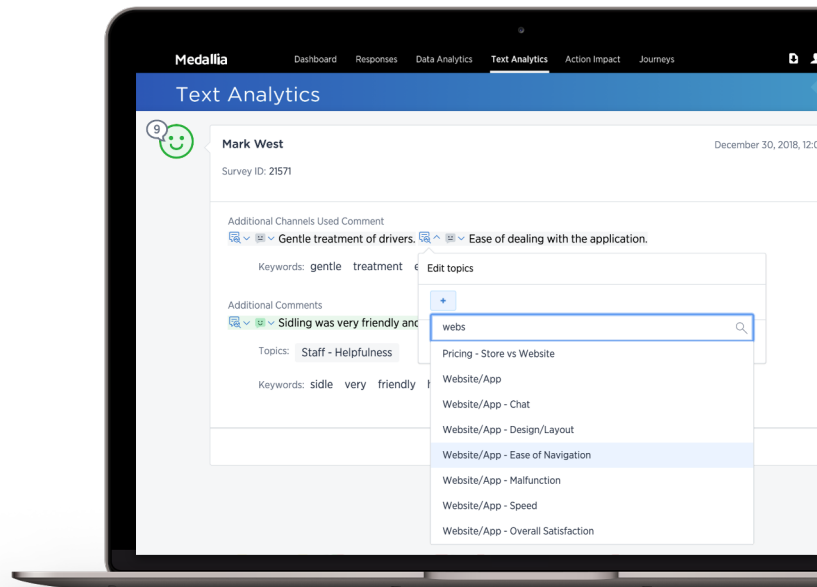 Medallia Dashboard Responses Data Analytics Text Analytics Action Impact Journeys
Text Analytics
9
Mark West December 30, 2018,
Survey ID: 21571
Additional Channels Used Comment
Gentle treatment of drivers. Ease of dealing with the application.
Keywords: gentle treatment
Edit topics
+
Additional Comments
Sidling was very friendly and
webs
Topics: Staff - Helpfulness
Pricing - Store vs Website
Website/App
Keywords: sidle very friendly
Website/App - Chat
Website/App - Design/Layout
Website/App - Ease of Navigation
Website/App - Malfunction
Website/App - Speed
Website/App - Overall Satisfaction